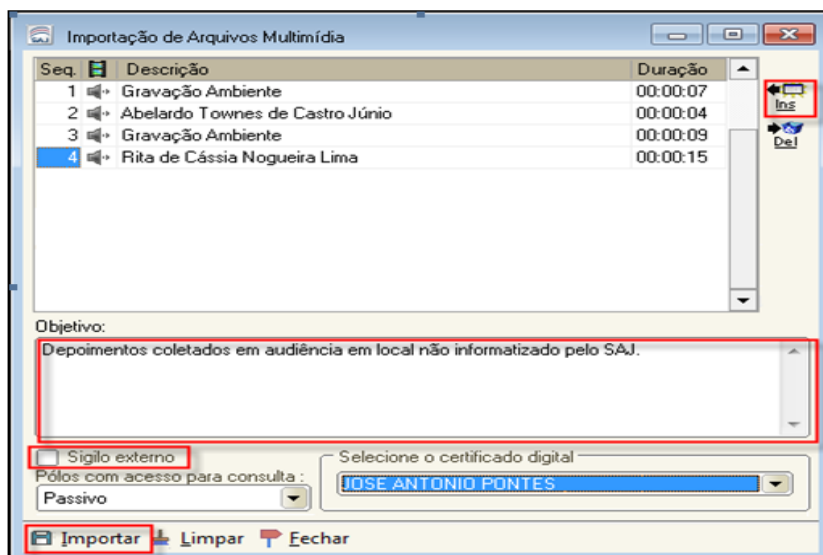 Importação de Arquivos Multimídia
Seq. Descrição Duração
1 Gravação Ambiente 00:00:07
2 Abelardo Townes de Castro Júnio 00:00:04
3 Gravação Ambiente 00:00:09
4 Rita de Cássia Nogueira Lima 00:00:15
Ins
Del
Objetivo:
Depoimentos coletados em audiência em local não informatizado pelo SAJ.
Sigilo externo
Pólos com acesso para consulta :
Passivo
Selecione o certificado digital
JOSE ANTONIO PONTES
Importar Limpar Fechar